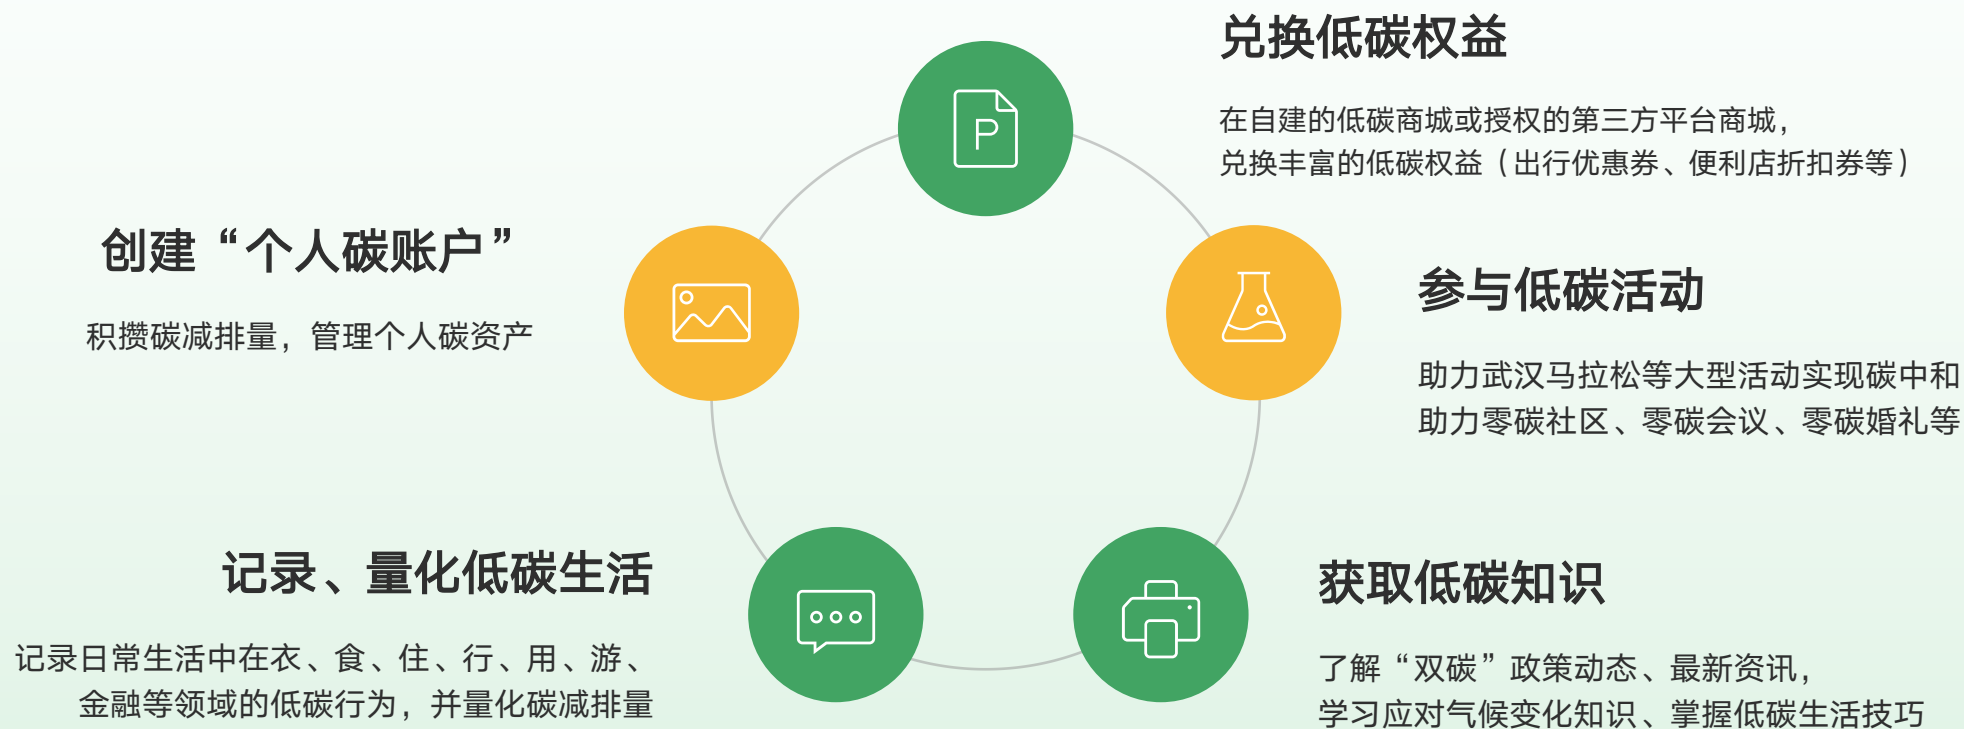 兑换低碳权益
在自建的低碳商城或授权的第三方平台商城，
兑换丰富的低碳权益（出行优惠券、便利店折扣券等）
P
创建“个人碳账户”
积攒碳减排量，管理个人碳资产
参与低碳活动
助力武汉马拉松等大型活动实现碳中和
助力零碳社区、零碳会议、零碳婚礼等
记录、量化低碳生活
记录日常生活中在衣、食、住、行、用、游、
金融等领域的低碳行为，并量化碳减排量
获取低碳知识
了解“双碳”政策动态、最新资讯，
学习应对气候变化知识、掌握低碳生活技巧